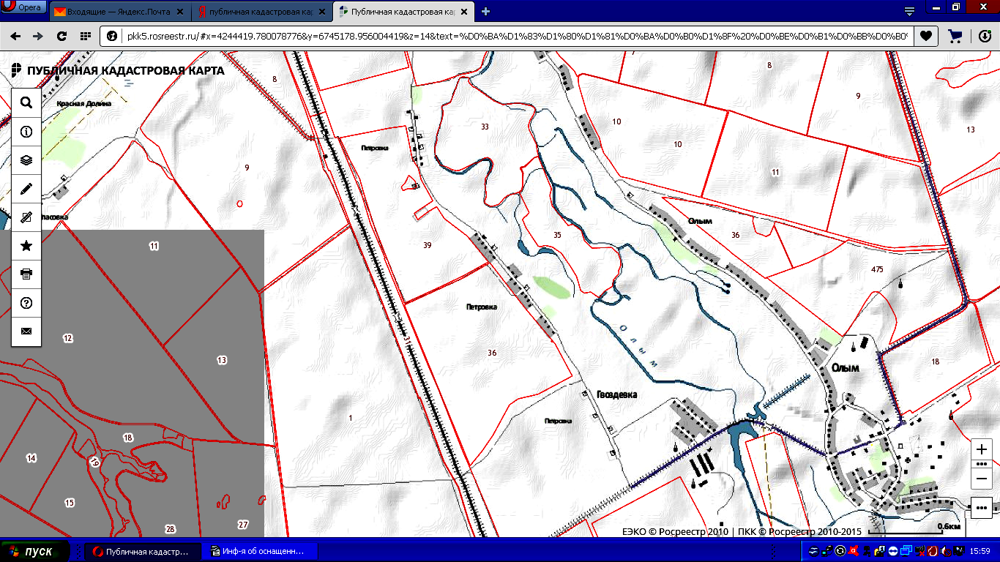 Opera
Входящие — Яндекс.Почта
публичная кадастровая ка
Публичная кадастровая ка
pkk5.rosreestr.ru/#x=4244419.780078776&y=6745178.956004419&z=14&text=%D0%BA%D1%83%D1%80%D1%81%D0%BA%D0%B0%D1%8F%20%D0%BE%D0%B1%D0%BB%D0%B0%
ПУБЛИЧНАЯ КАДАСТРОВАЯ КАРТА
8
8
9
Красная Долина
33
10
13
Петровка
10
9
11
пасовка
Олым
36
35
11
39
475
Петровка
Олым
12
31
36
13
18
Олым
Гвоздевка
Петровка
1
18
14
19
15
27
28
ЕЭКО © Росреестр 2010 | ПКК © Росреестр 2010-2015
0.6км
пуск
Публичная кадастр...
Инф-я об оснащенн...
15:59